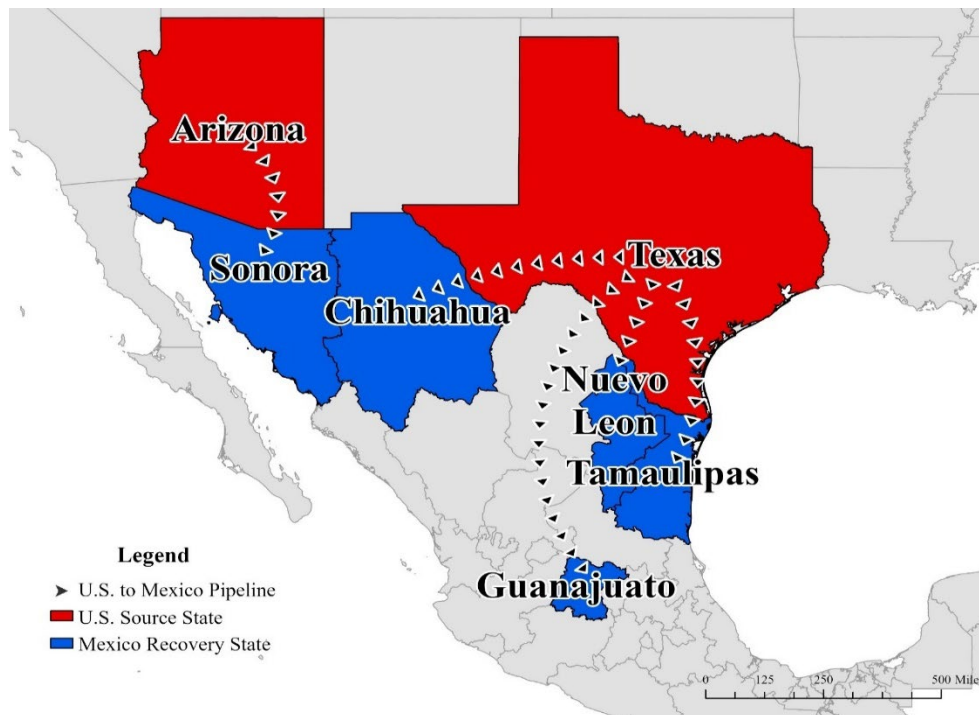 Arizona
Texas
Sonora
Chihuahua
Nuevo
Leon
Tamaulipas
Guanajuato
Legend
U.S. to Mexico Pipeline
U.S. Source State
Mexico Recovery State
0 125 250 500 Mile